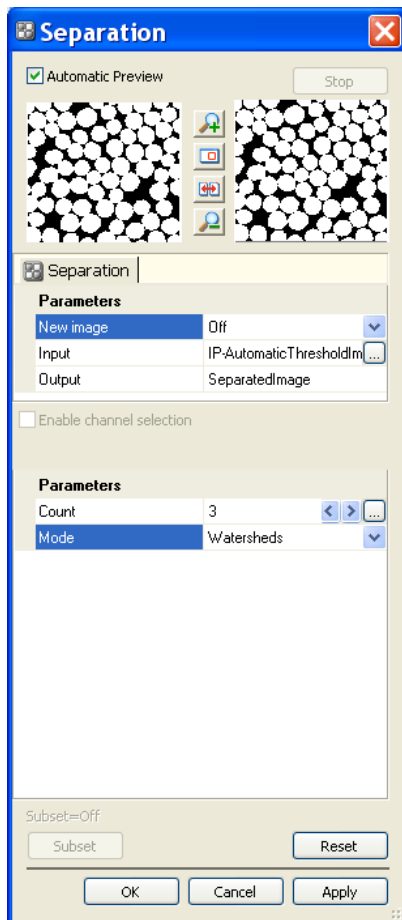 Separation
Automatic Preview
Stop
Separation
Parameters
New image Off
Input IP-AutomaticThresholdIm...
Output SeparatedImage
Enable channel selection
Parameters
Count 3 ...
Mode Watersheds
Subset=Off
Subset Reset
OK Cancel Apply